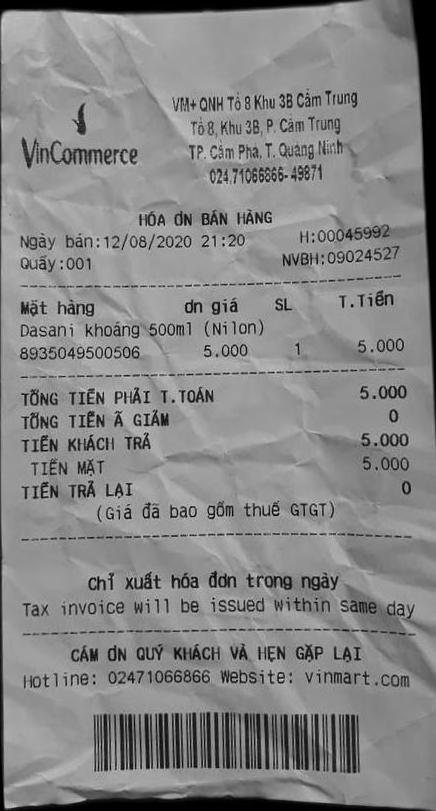 VinCommerce
VM+ QNH Tổ 8 Khu 3B Cẩm Trung
Tổ 8, Khu 3B, P. Cẩm Trung
TP. Cẩm Phả, T. Quảng Ninh
024.71066866-49871
HÓA ƠN BÁN HÀNG
Ngày bán:12/08/2020 21:20 H:00045992
Quầy:001 NVBH:09024527
Mặt hàng ơn giá SL T.Tiền
Dasani khoáng 500ml (Nilon)
8935049500506 5.000 1 5.000
TỔNG TIỀN PHẢI T.TOÁN 5.000
TỔNG TIỀN Ã GIẢM 0
TIỀN KHÁCH TRẢ 5.000
TIỀN MẶT 5.000
TIỀN TRẢ LẠI 0
(Giá đã bao gồm thuế GTGT)
Chỉ xuất hóa đơn trong ngày
Tax invoice will be issued within same day
CÁM ƠN QUÝ KHÁCH VÀ HẸN GẶP LẠI
Hotline: 02471066866 Website: vinmart.com